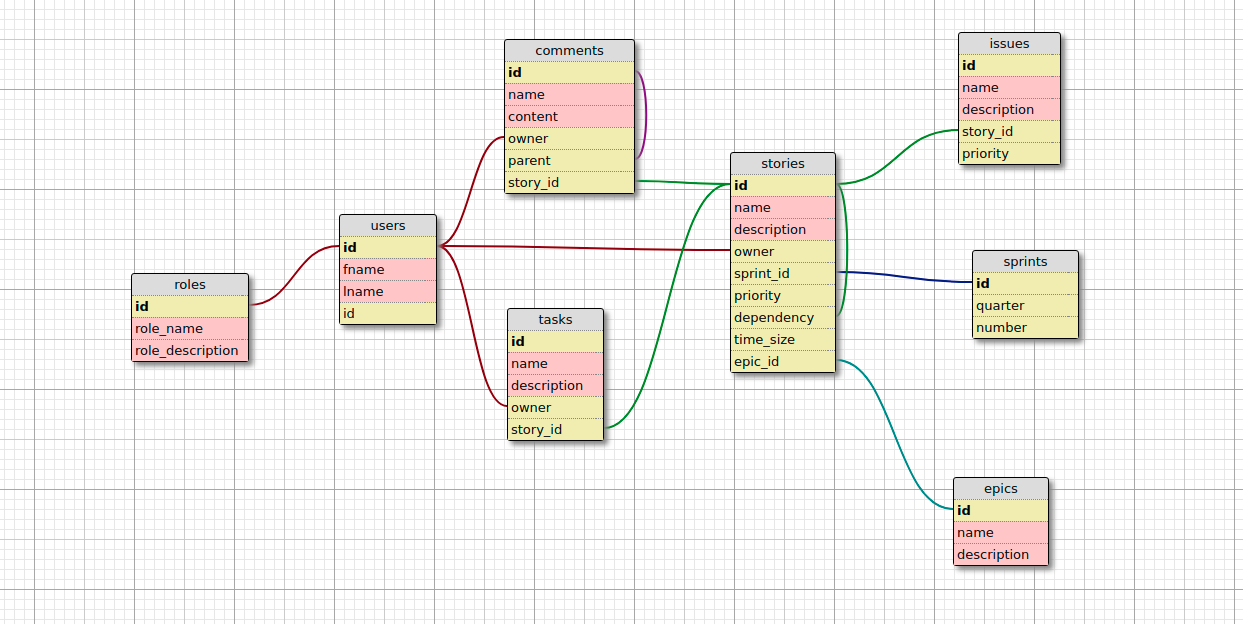 comments
id
name
content
owner
parent
story_id
issues
id
name
description
story_id
priority
stories
id
name
description
owner
sprint_id
priority
dependency
time_size
epic_id
users
id
fname
lname
id
sprints
id
quarter
number
roles
id
role_name
role_description
tasks
id
name
description
owner
story_id
epics
id
name
description